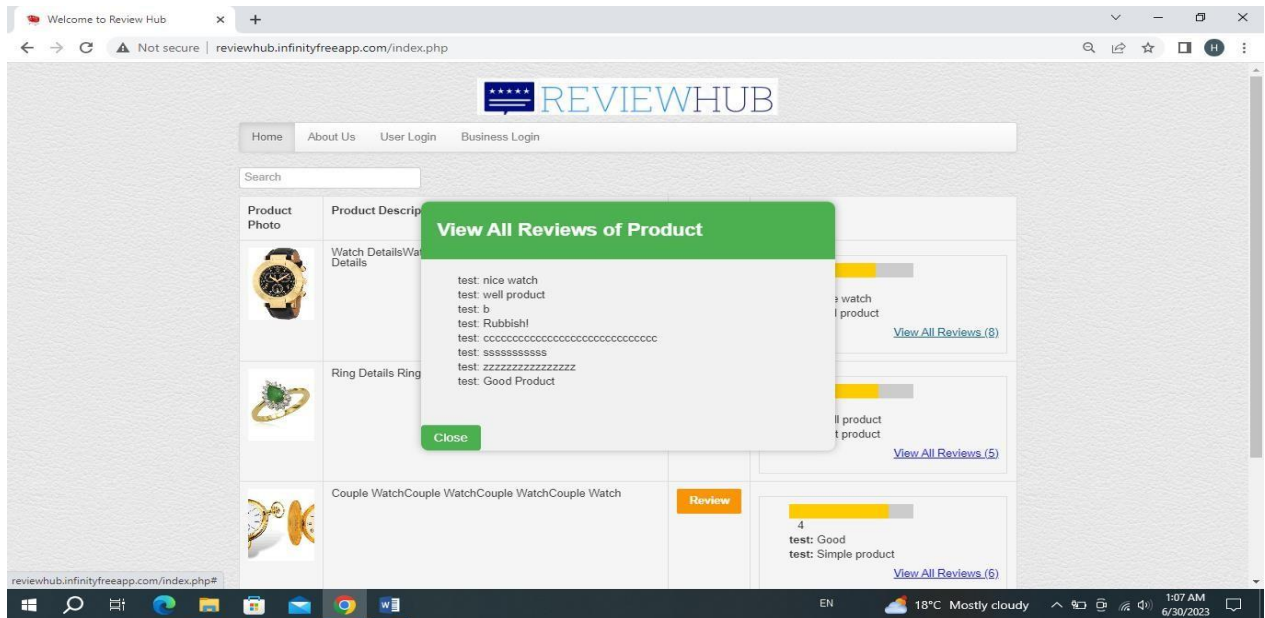 Welcome to Review Hub
Not secure | reviewhub.infinityfreeapp.com/index.php
H
REVIEWHUB
Home About Us User Login Business Login
Search
Product Photo
Product Descrip
View All Reviews of Product
test: nice watch
test: well product
test: b
test: Rubbish!
test: cccccccccccccccccccccccccccccc
test: sssssssssss
test: zzzzzzzzzzzzzzzz
test: Good Product
Close
Watch DetailsWat
Details
watch
product
View All Reviews (8)
Ring Details Ring
product
product
View All Reviews (5)
Couple WatchCouple WatchCouple WatchCouple Watch
Review
4
test: Good
test: Simple product
View All Reviews (6)
reviewhub.infinityfreeapp.com/index.php#
EN
18°C Mostly cloudy
1:07 AM
6/30/2023